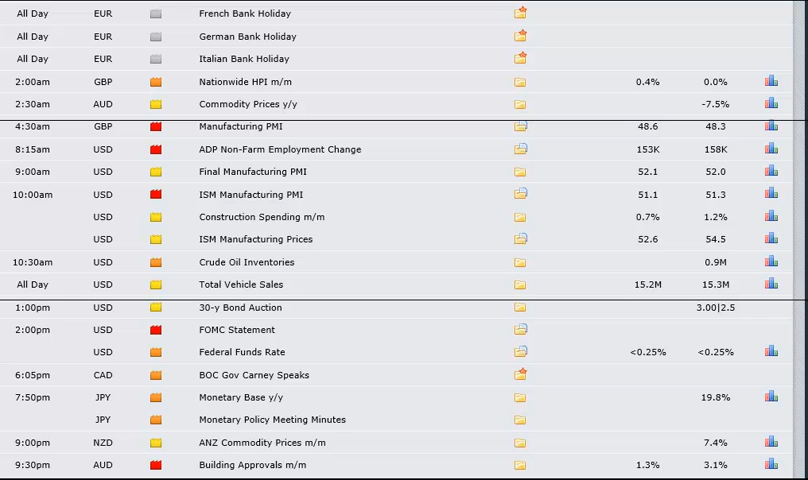 All Day EUR French Bank Holiday
All Day EUR German Bank Holiday
All Day EUR Italian Bank Holiday
2:00am GBP Nationwide HPI m/m 0.4% 0.0%
2:30am AUD Commodity Prices y/y -7.5%
4:30am GBP Manufacturing PMI 48.6 48.3
8:15am USD ADP Non-Farm Employment Change 153K 158K
9:00am USD Final Manufacturing PMI 52.1 52.0
10:00am USD ISM Manufacturing PMI 51.1 51.3
USD Construction Spending m/m 0.7% 1.2%
USD ISM Manufacturing Prices 52.6 54.5
10:30am USD Crude Oil Inventories 0.9M
All Day USD Total Vehicle Sales 15.2M 15.3M
1:00pm USD 30-y Bond Auction 3.00|2.5
2:00pm USD FOMC Statement
USD Federal Funds Rate <0.25% <0.25%
6:05pm CAD BOC Gov Carney Speaks
7:50pm JPY Monetary Base y/y 19.8%
JPY Monetary Policy Meeting Minutes
9:00pm NZD ANZ Commodity Prices m/m 7.4%
9:30pm AUD Building Approvals m/m 1.3% 3.1%